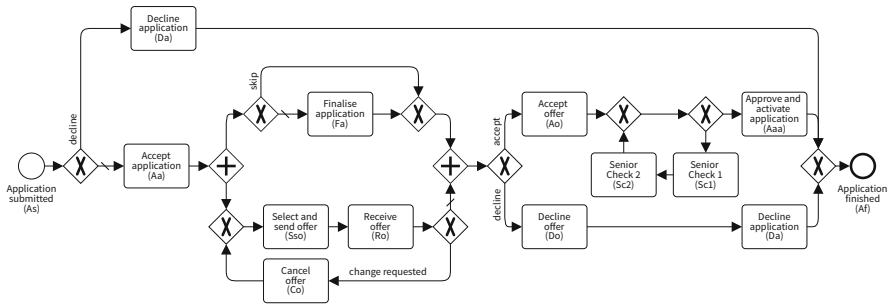 Decline
application
(Da)
decline
Application
submitted
(As)
Accept
application
(Aa)
skip
Finalise
application
(Fa)
Select and
send offer
(Sso)
Receive
offer
(Ro)
Cancel
offer
(Co)
change requested
accept
decline
Accept
offer
(Ao)
Senior
Check 2
(Sc2)
Senior
Check 1
(Sc1)
Approve and
activate
application
(Aaa)
Decline
offer
(Do)
Decline
application
(Da)
Application
finished
(Af)